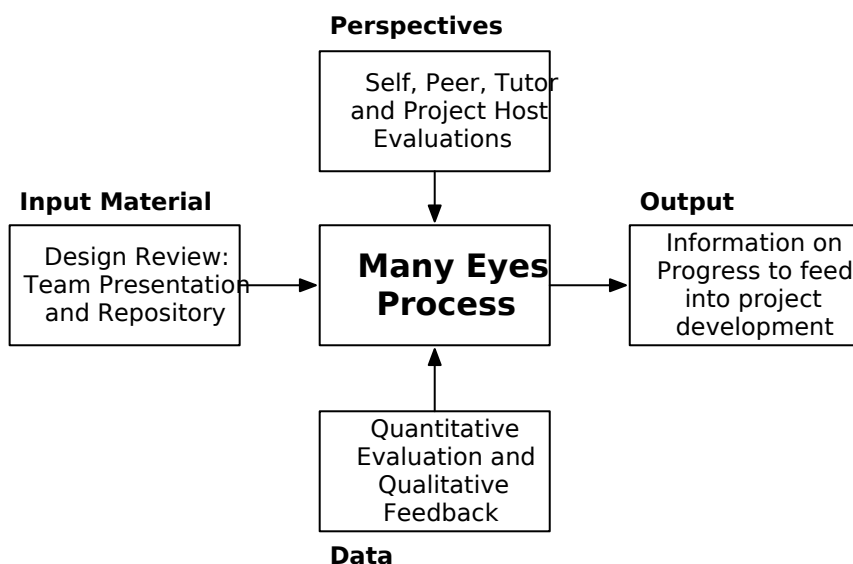 Perspectives
Self, Peer, Tutor
and Project Host
Evaluations
Input Material
Design Review:
Team Presentation
and Repository
Many Eyes
Process
Output
Information on
Progress to feed
into project
development
Quantitative
Evaluation and
Qualitative
Feedback
Data